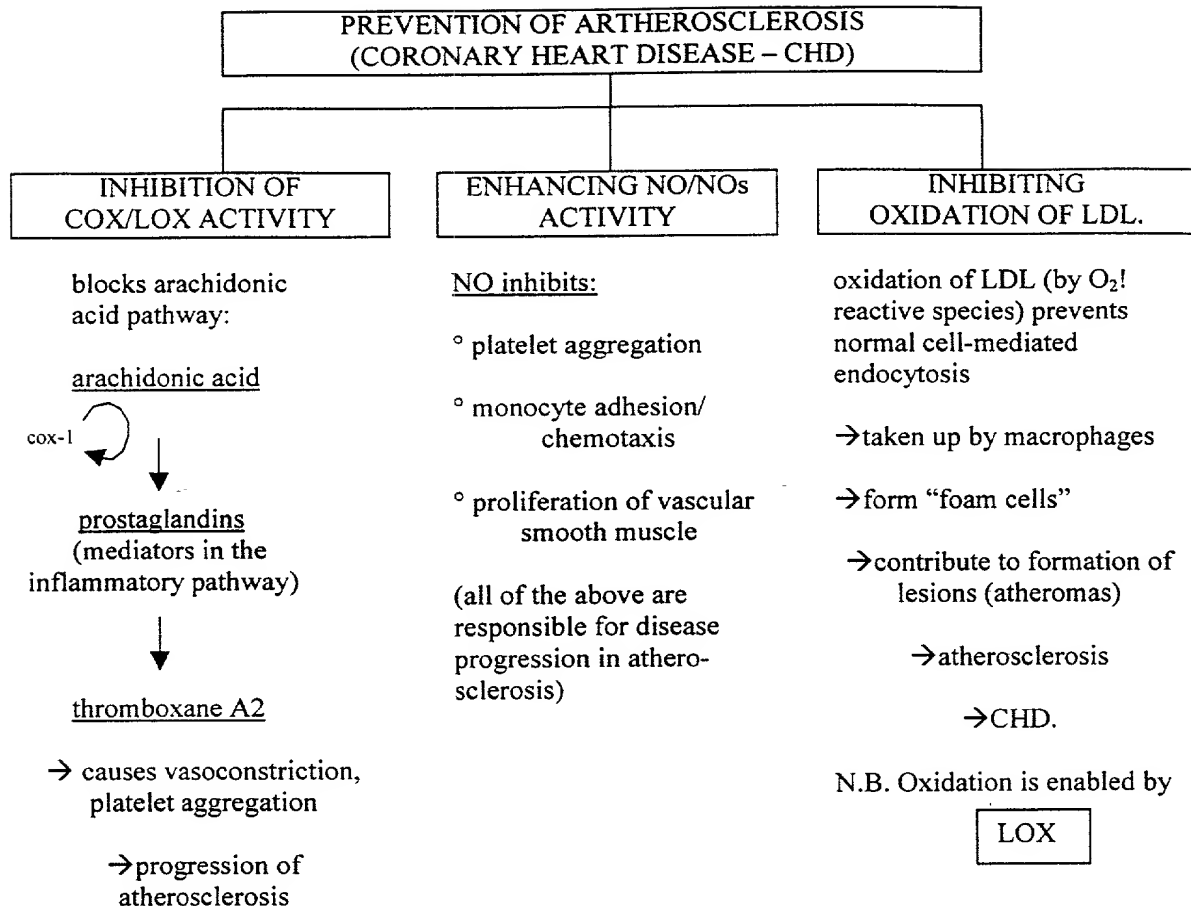 PREVENTION OF ARTHEROSCLEROSIS
(CORONARY HEART DISEASE – CHD)
INHIBITION OF
COX/LOX ACTIVITY
blocks arachidonic
acid pathway:
arachidonic acid
cox-1
prostaglandins
(mediators in the
inflammatory pathway)
thromboxane A2
→ causes vasoconstriction,
platelet aggregation
→progression of
atherosclerosis
ENHANCING NO/NOs
ACTIVITY
NO inhibits:
° platelet aggregation
° monocyte adhesion/
chemotaxis
° proliferation of vascular
smooth muscle
(all of the above are
responsible for disease
progression in athero-
sclerosis)
INHIBITING
OXIDATION OF LDL.
oxidation of LDL (by O₂!
reactive species) prevents
normal cell-mediated
endocytosis
→taken up by macrophages
→form “foam cells”
→contribute to formation of
lesions (atheromas)
→atherosclerosis
→CHD.
N.B. Oxidation is enabled by
LOX